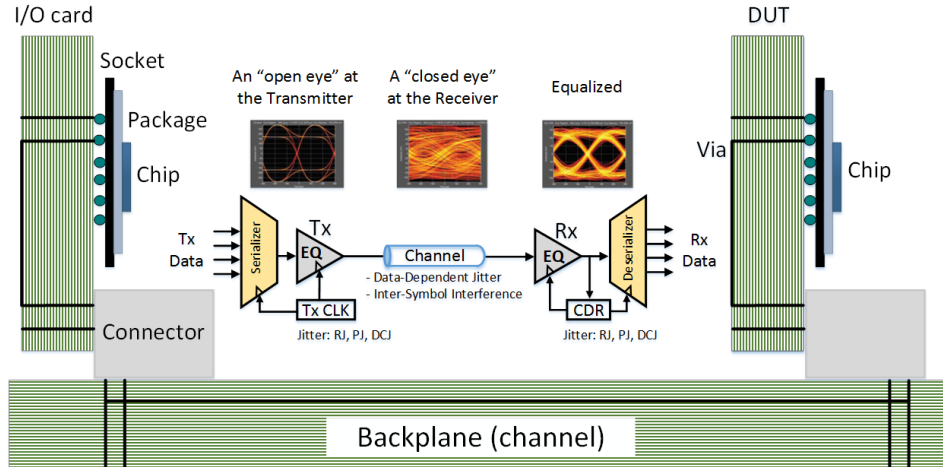 I/O card
DUT
Socket
An “open eye” at
the Transmitter
A “closed eye”
at the Receiver
Equalized
Package
Chip
Via
Chip
Tx
Data
Serializer
Tx
EQ
Channel
- Data-Dependent Jitter
- Inter-Symbol Interference
Tx CLK
Jitter: RJ, PJ, DCJ
Rx
EQ
Deserializer
Rx
Data
CDR
Jitter: RJ, PJ, DCJ
Connector
Backplane (channel)